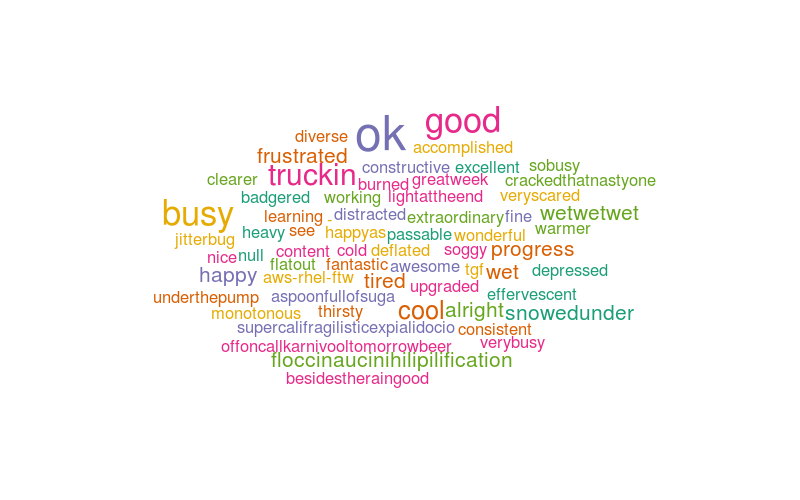 good
ok
diverse
accomplished
frustrated
constructive excellent sobusy
truckin
clearer
burned greatweek crackedthatnastyone
badgered working lightattheend veryscared
busy
learning - distracted extraordinary fine wetwetwet
heavy see happyas passable wonderful warmer
jitterbug
nice null content cold deflated soggy progress
flatout fantastic awesome tgf wet depressed
happy aws-rhel-ftw tired upgraded
underthepump aspoonfullofsuga effervescent
monotonous thirsty cool alright snowedunder
supercalifragilisticexpialidocio consistent
offoncallkarnivooltomorrowbeer verybusy
floccinaucinihilipilification
besidestheraingood